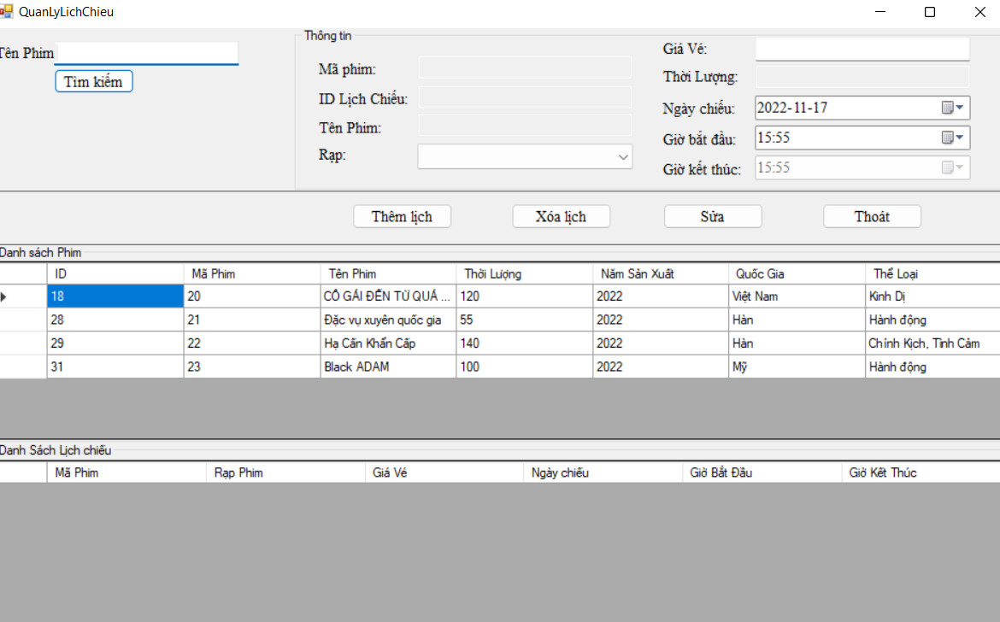 QuanLyLichChieu
Tên Phim
Tìm kiếm
Thông tin
Mã phim:
ID Lịch Chiếu:
Tên Phim:
Rạp:
Giá Vé:
Thời Lượng:
Ngày chiếu: 2022-11-17
Giờ bắt đầu: 15:55
Giờ kết thúc: 15:55
Thêm lịch Xóa lịch Sửa Thoát
Danh sách Phim
ID Mã Phim Tên Phim Thời Lượng Năm Sản Xuất Quốc Gia Thể Loại
18 20 CÔ GÁI ĐẾN TỪ QUÁ ... 120 2022 Việt Nam Kinh Dị
28 21 Đặc vụ xuyên quốc gia 55 2022 Hàn Hành động
29 22 Hạ Cấn Khẩn Cấp 140 2022 Hàn Chính Kịch, Tình Cảm
31 23 Black ADAM 100 2022 Mỹ Hành động
Danh Sách Lịch chiếu
Mã Phim Rạp Phim Giá Vé Ngày chiếu Giờ Bắt Đầu Giờ Kết Thúc